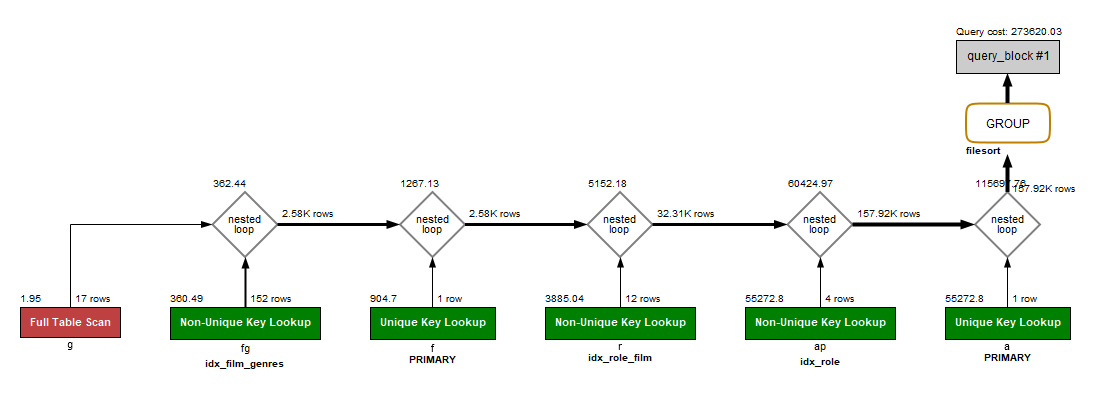 Query cost: 273620.03
query_block #1
GROUP
filesort
362.44
1267.13
5152.18
60424.97
115697.76
157.92K rows
nested
loop
2.58K rows
nested
loop
2.58K rows
nested
loop
32.31K rows
nested
loop
157.92K rows
nested
loop
1.95
17 rows
360.49
152 rows
904.7
1 row
3885.04
12 rows
55272.8
4 rows
55272.8
1 row
Full Table Scan
Non-Unique Key Lookup
Unique Key Lookup
Non-Unique Key Lookup
Non-Unique Key Lookup
Unique Key Lookup
g
fg
f
r
ap
a
idx_film_genres
PRIMARY
idx_role_film
idx_role
PRIMARY